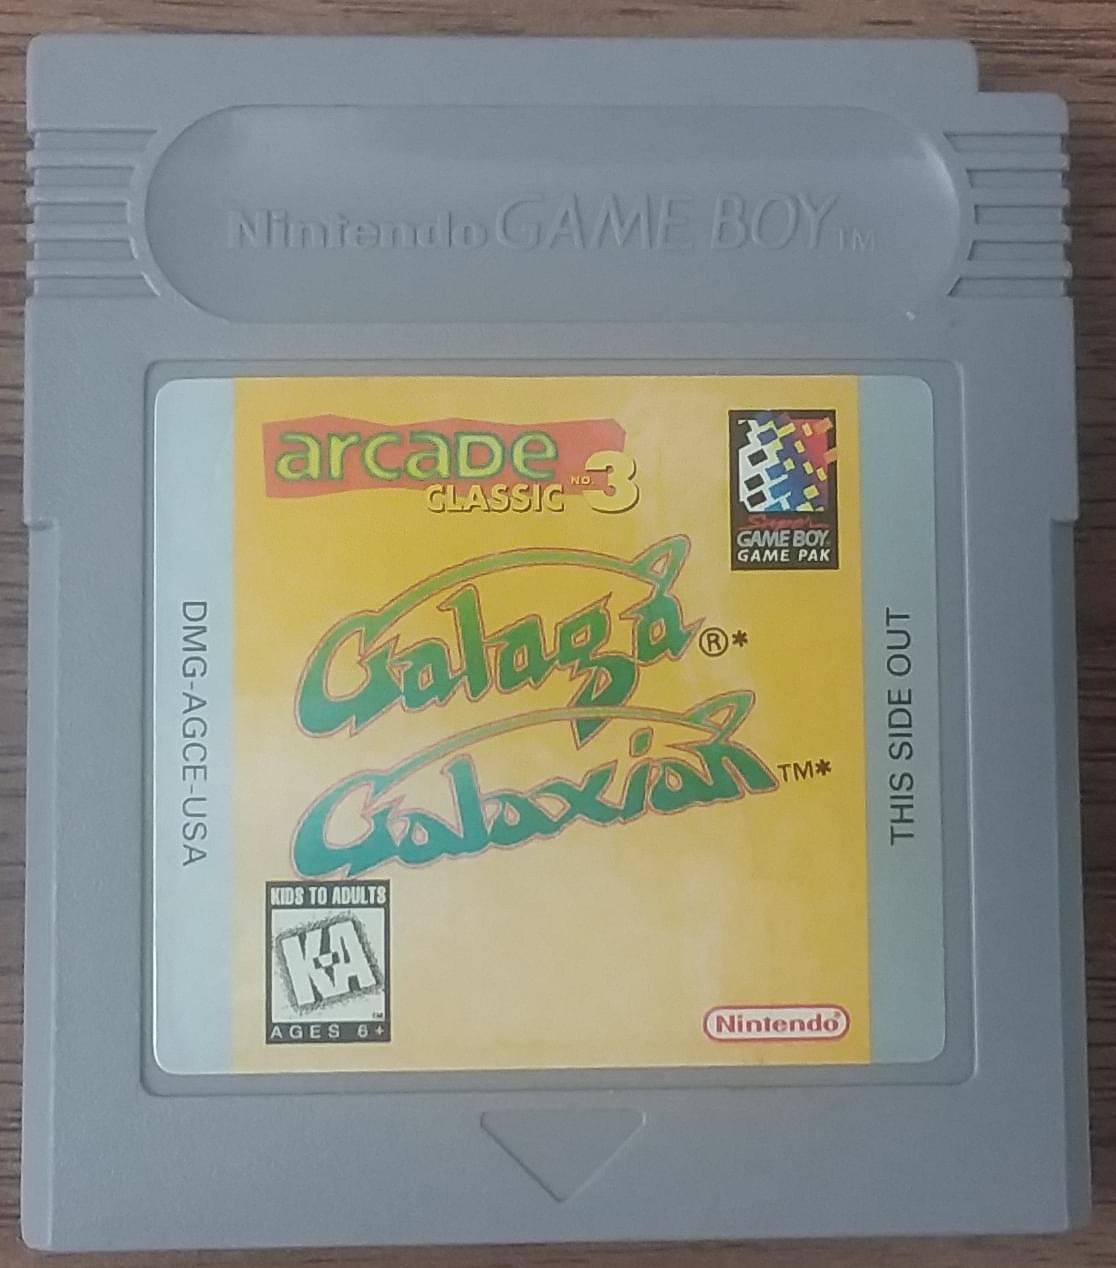 Nintendo GAME BOY TM
arcade
CLASSIC NO. 3
Super
GAME BOY®
GAME PAK
Galaga®*
Galaxian TM*
DMG-AGCE-USA
THIS SIDE OUT
KIDS TO ADULTS
K-A
TM
AGES 6+
Nintendo®